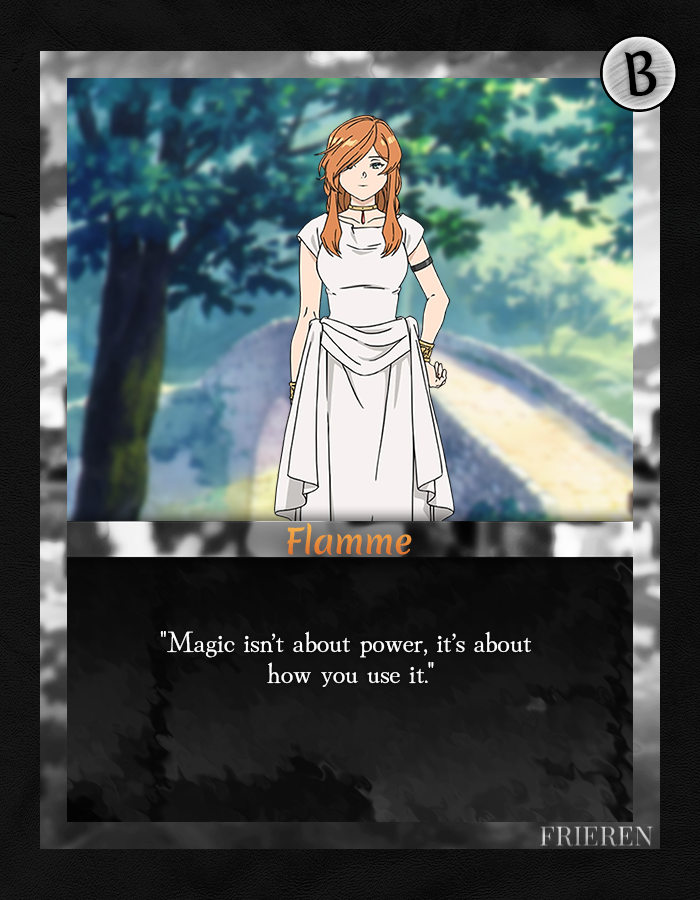 B
Flamme
"Magic isn't about power, it's about
how you use it."
FRIEREN